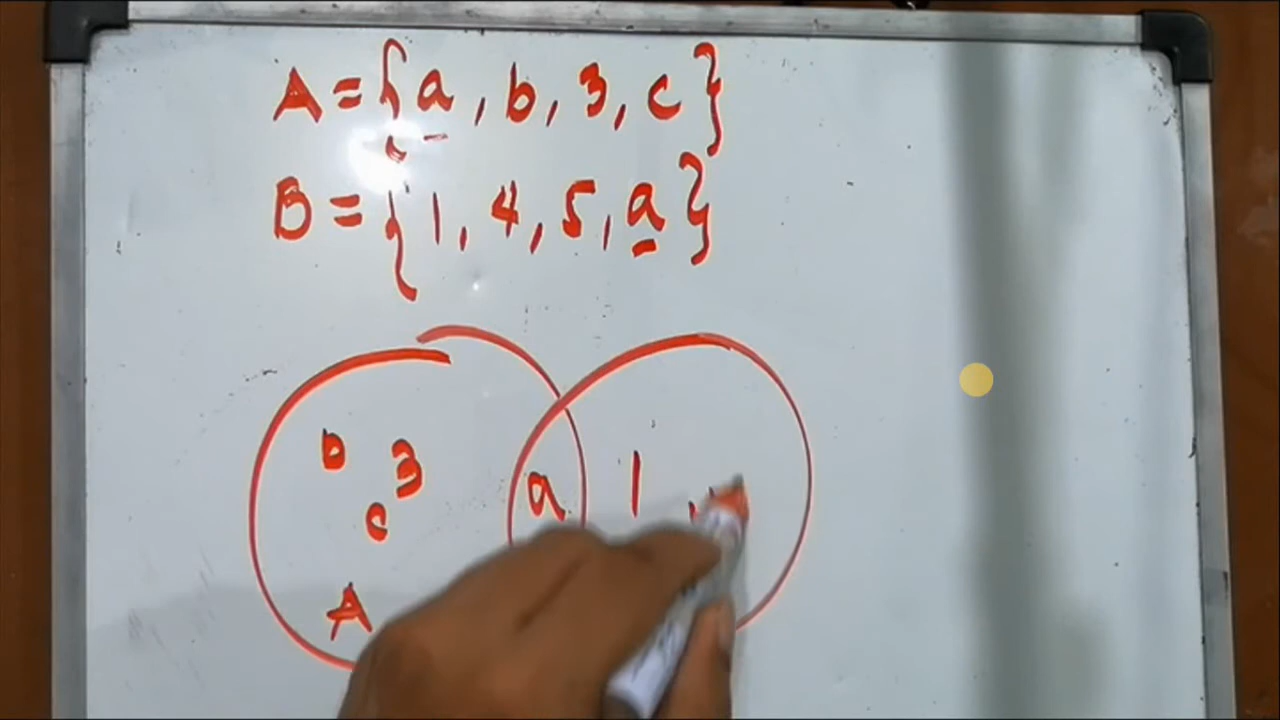 A={a, b, 3, c}
B={1, 4, 5, a}
b 3
a 1
c
A